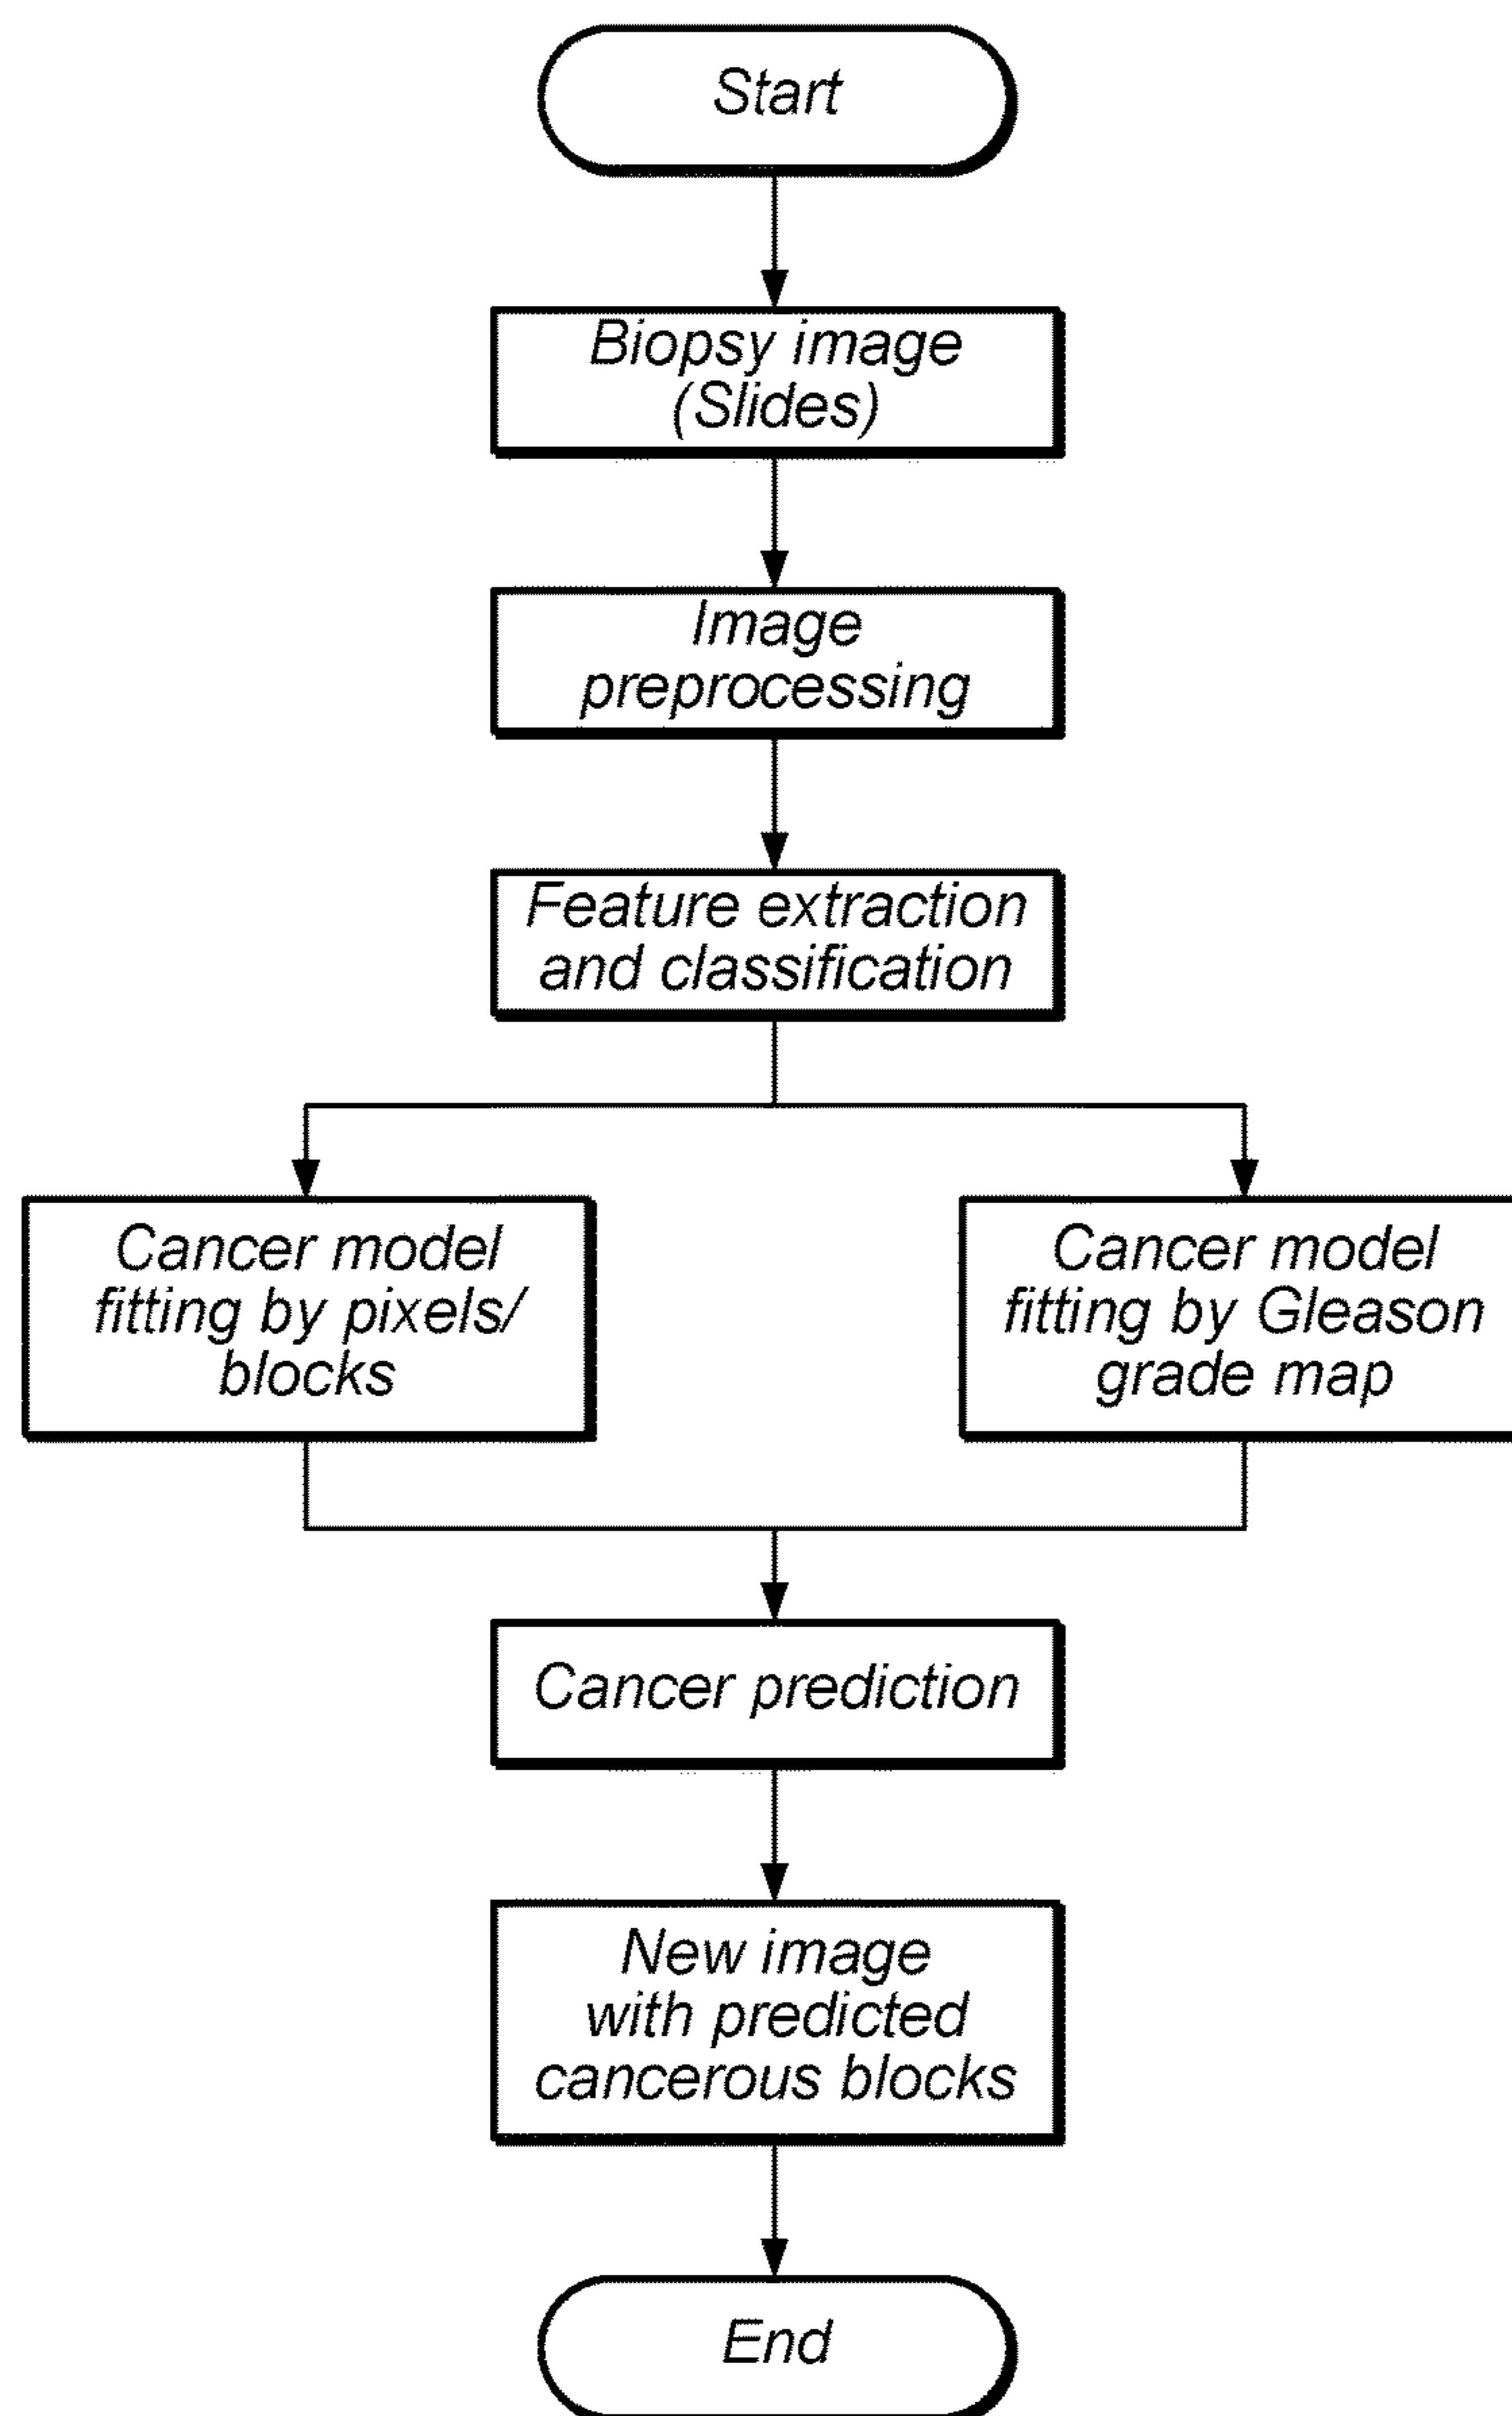 Start
Biopsy image
(Slides)
Image
preprocessing
Feature extraction
and classification
Cancer model
fitting by pixels/
blocks
Cancer model
fitting by Gleason
grade map
Cancer prediction
New image
with predicted
cancerous blocks
End